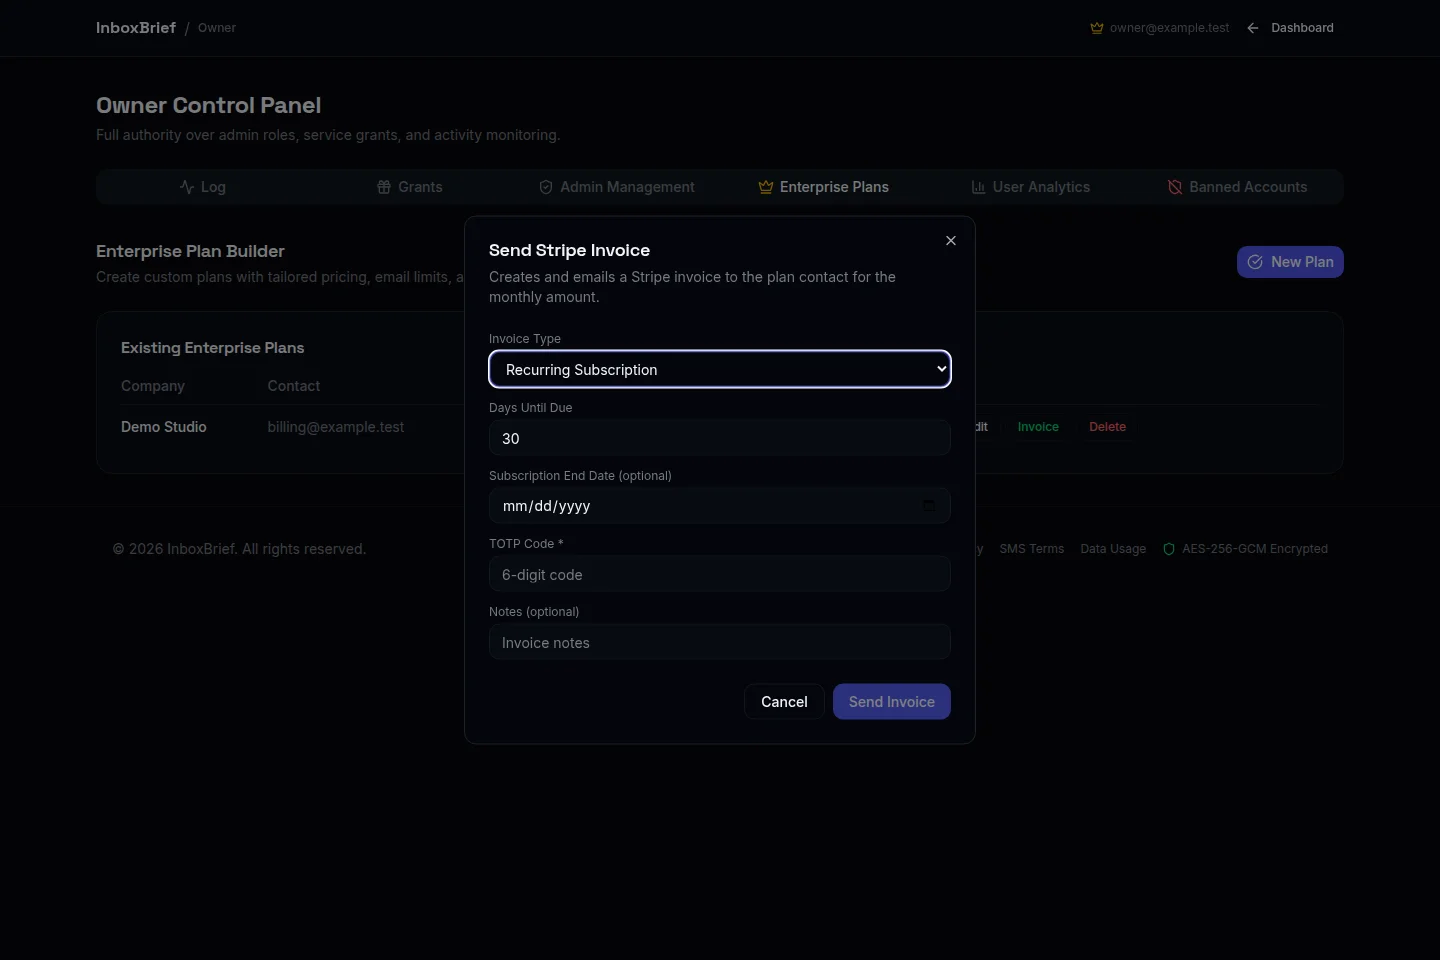 InboxBrief / Owner
owner@example.test
Dashboard
Owner Control Panel
Full authority over admin roles, service grants, and activity monitoring.
Log
Grants
Admin Management
Enterprise Plans
User Analytics
Banned Accounts
Enterprise Plan Builder
Create custom plans with tailored pricing, email limits, a
New Plan
Existing Enterprise Plans
Company
Contact
Demo Studio
billing@example.test
dit
Invoice
Delete
Send Stripe Invoice
Creates and emails a Stripe invoice to the plan contact for the
monthly amount.
Invoice Type
Recurring Subscription
Days Until Due
30
Subscription End Date (optional)
mm/dd/yyyy
TOTP Code *
6-digit code
Notes (optional)
Invoice notes
Cancel
Send Invoice
© 2026 InboxBrief. All rights reserved.
y
SMS Terms
Data Usage
AES-256-GCM Encrypted